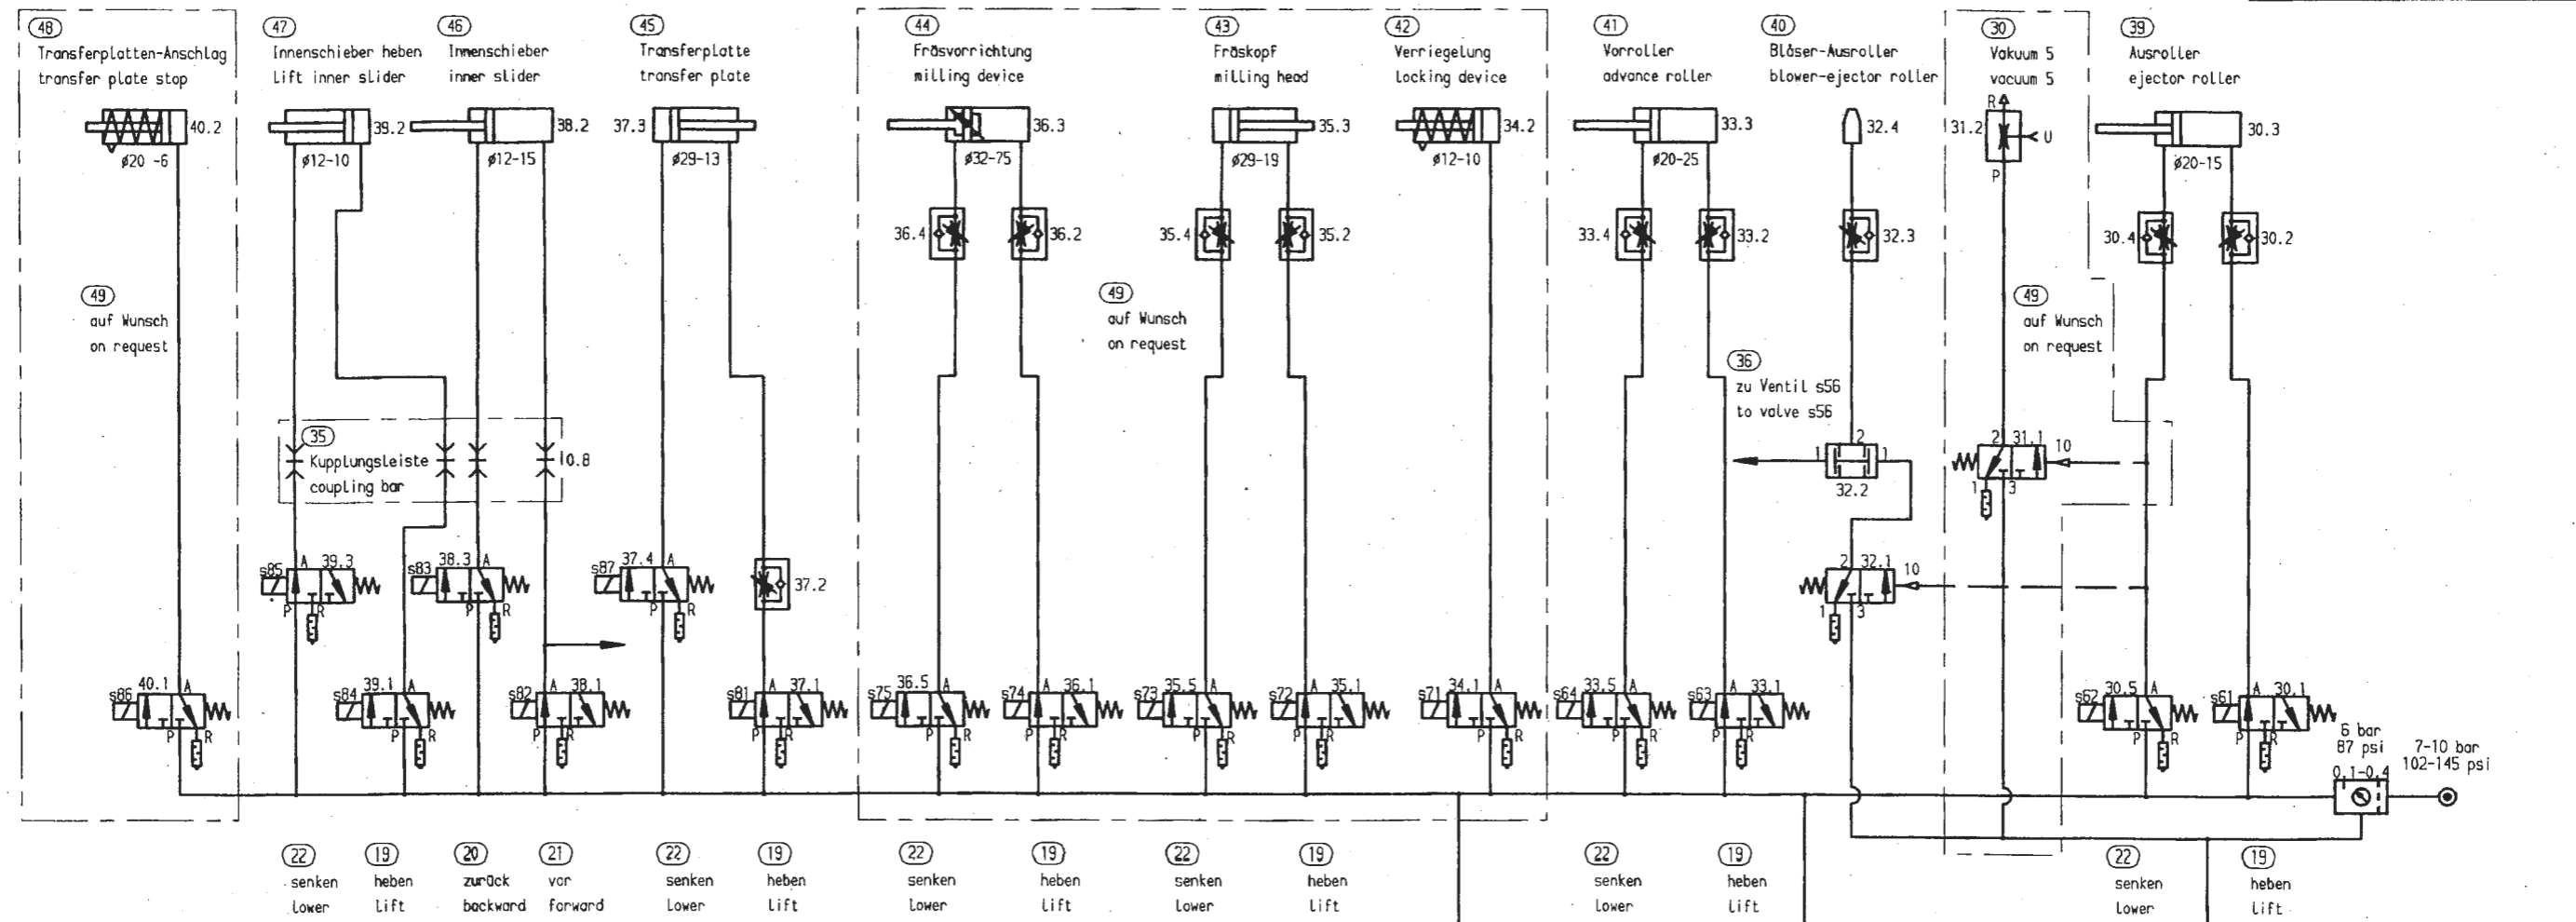 48
Transferplatten-Anschlag
transfer plate stop
47
Innenschieber heben
Lift inner slider
46
Innenschieber
inner slider
45
Transferplatte
transfer plate
44
Fräsvorrichtung
milling device
43
Fräskopf
milling head
42
Verriegelung
Locking device
41
Vorroller
advance roller
40
Bläser-Ausroller
blower-ejector roller
30
Vakuum 5
vacuum 5
39
Ausroller
ejector roller
40.2
ø20 -6
39.2
ø12-10
38.2
ø12-15
37.3
ø29-13
36.3
ø32-75
35.3
ø29-19
34.2
ø12-10
33.3
ø20-25
32.4
R
31.2
U
P
30.3
ø20-15
36.4
36.2
35.4
35.2
33.4
33.2
32.3
30.4
30.2
49
auf Wunsch
on request
49
auf Wunsch
on request
49
auf Wunsch
on request
36
zu Ventil s56
to valve s56
35
Kupplungsleiste
coupling bar
0.8
1
2
1
32.2
2
31.1
10
1
3
s85
A
39.3
P
R
s83
38.3
A
P
R
s87
37.4
A
P
R
37.2
2
32.1
10
1
3
s86
40.1
A
P
R
s84
39.1
A
P
R
s82
A
38.1
P
R
s81
A
37.1
P
R
s75
36.5
A
P
R
s74
A
36.1
P
R
s73
35.5
A
P
R
s72
A
35.1
P
R
s71
34.1
A
P
R
s64
33.5
A
P
R
s63
A
33.1
P
R
s62
30.5
A
P
R
s61
A
30.1
P
R
6 bar
87 psi
0,1-0,4
7-10 bar
102-145 psi
22
senken
Lower
19
heben
Lift
20
zurück
backward
21
vor
forward
22
senken
Lower
19
heben
Lift
22
senken
Lower
19
heben
Lift
22
senken
Lower
19
heben
Lift
22
senken
Lower
19
heben
Lift
22
senken
Lower
19
heben
Lift